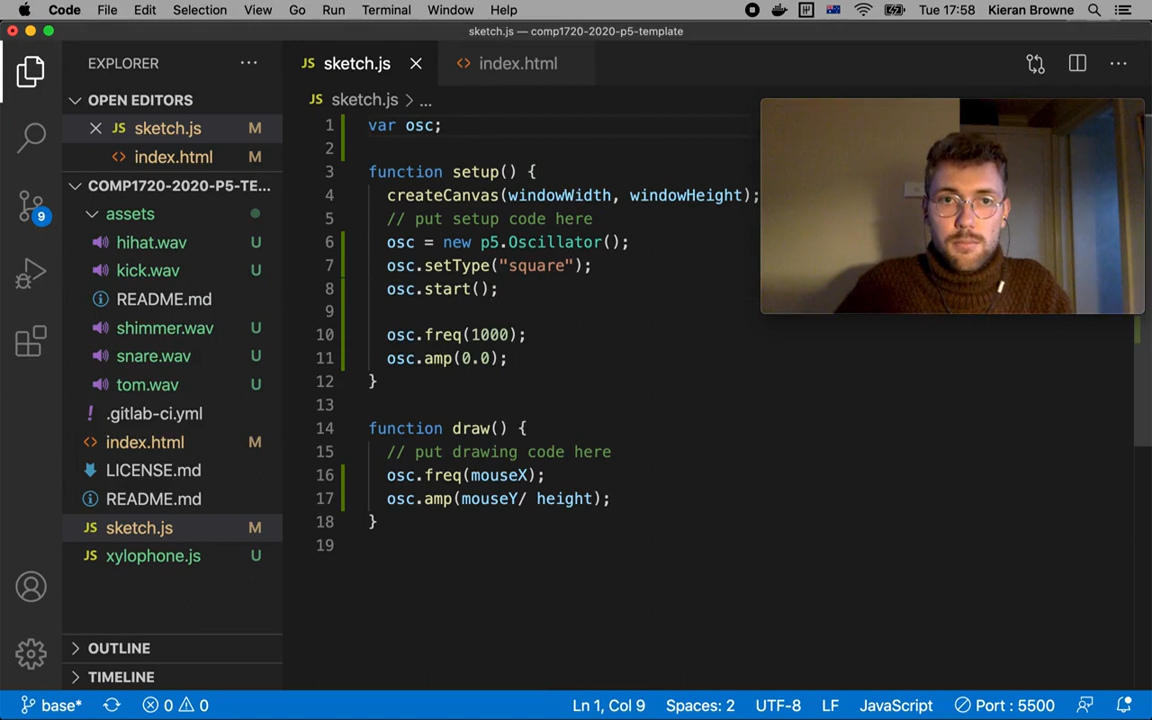 Code File Edit Selection View Go Run Terminal Window Help Tue 17:58 Kieran Browne
sketch.js — comp1720-2020-p5-template
EXPLORER
JS sketch.js
<> index.html
JS sketch.js > ...
OPEN EDITORS
JS sketch.js M
<> index.html M
COMP1720-2020-P5-TE...
assets
hihat.wav U
kick.wav U
README.md
shimmer.wav U
snare.wav U
tom.wav U
! .gitlab-ci.yml
<> index.html M
LICENSE.md
README.md
JS sketch.js M
JS xylophone.js U
OUTLINE
TIMELINE
9
1 var osc;
2
3 function setup() {
4 createCanvas(windowWidth, windowHeight);
5 // put setup code here
6 osc = new p5.Oscillator();
7 osc.setType("square");
8 osc.start();
9
10 osc.freq(1000);
11 osc.amp(0.0);
12 }
13
14 function draw() {
15 // put drawing code here
16 osc.freq(mouseX);
17 osc.amp(mouseY/ height);
18 }
19
base* 0 0 Ln 1, Col 9 Spaces: 2 UTF-8 LF JavaScript Port : 5500